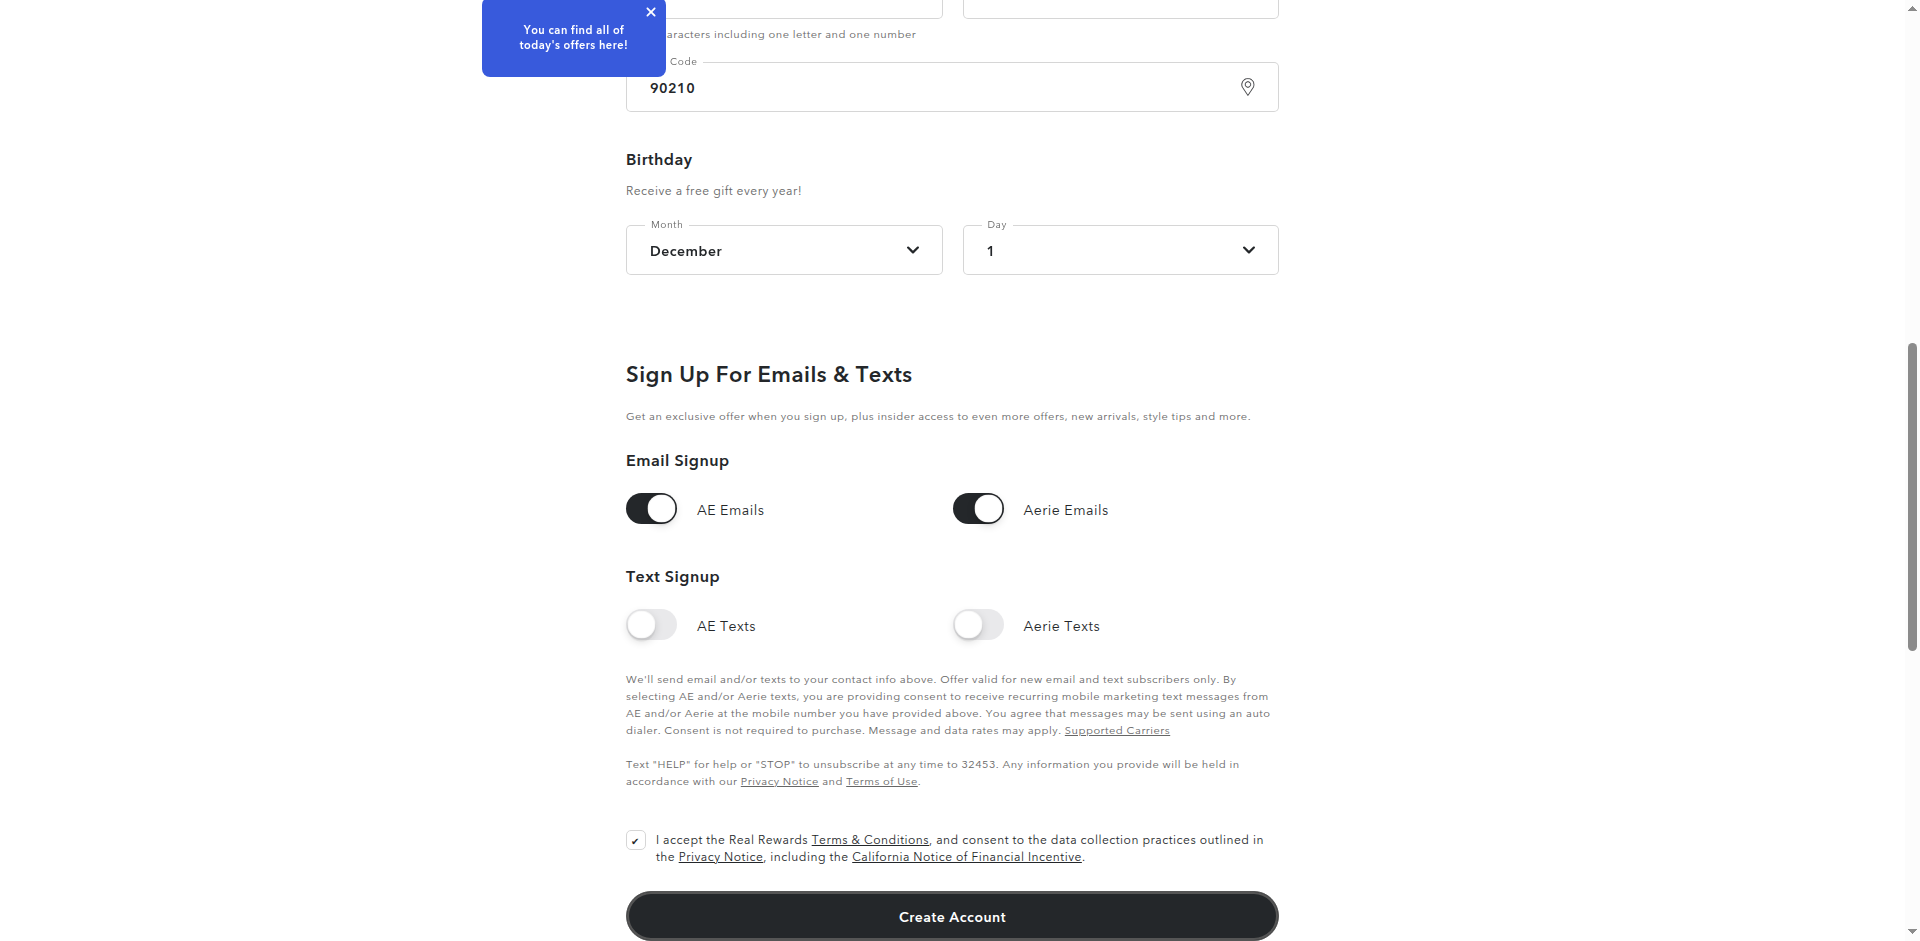 You can find all of
today's offers here!
aracters including one letter and one number
Code
90210
Birthday
Receive a free gift every year!
Month
December
Day
1
Sign Up For Emails & Texts
Get an exclusive offer when you sign up, plus insider access to even more offers, new arrivals, style tips and more.
Email Signup
AE Emails
Aerie Emails
Text Signup
AE Texts
Aerie Texts
We'll send email and/or texts to your contact info above. Offer valid for new email and text subscribers only. By
selecting AE and/or Aerie texts, you are providing consent to receive recurring mobile marketing text messages from
AE and/or Aerie at the mobile number you have provided above. You agree that messages may be sent using an auto
dialer. Consent is not required to purchase. Message and data rates may apply. Supported Carriers
Text "HELP" for help or "STOP" to unsubscribe at any time to 32453. Any information you provide will be held in
accordance with our Privacy Notice and Terms of Use.
I accept the Real Rewards Terms & Conditions, and consent to the data collection practices outlined in
the Privacy Notice, including the California Notice of Financial Incentive.
Create Account